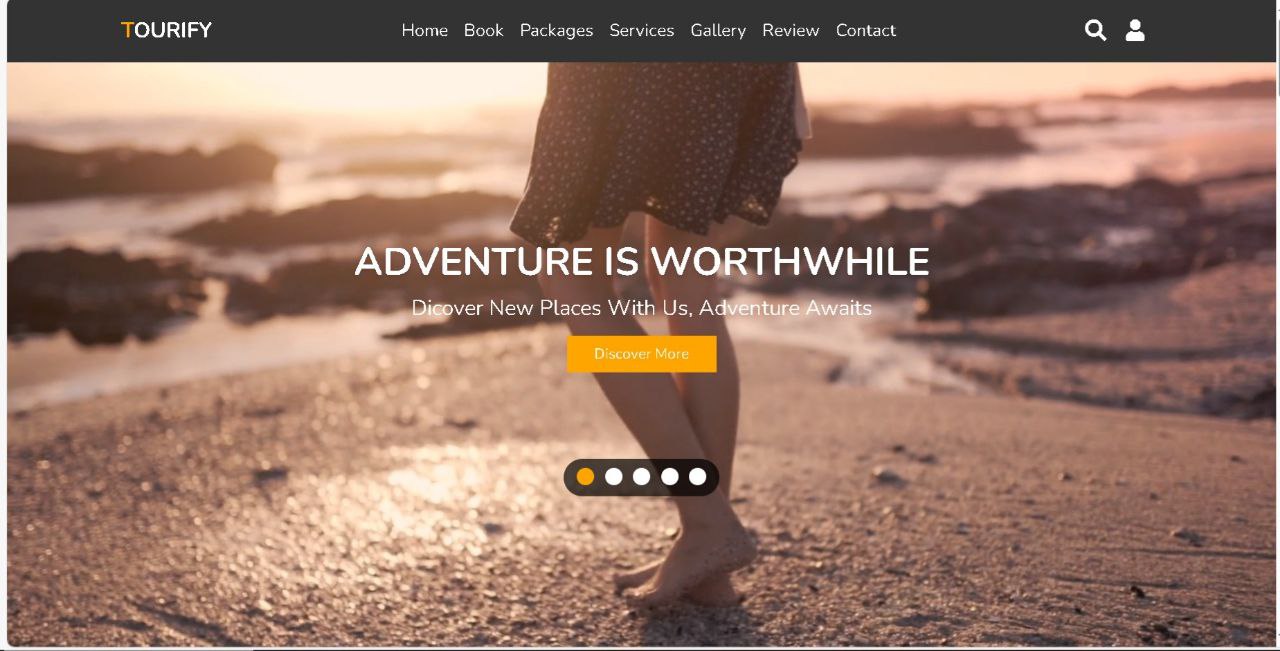 TOURIFY
Home Book Packages Services Gallery Review Contact
ADVENTURE IS WORTHWHILE
Dicover New Places With Us, Adventure Awaits
Discover More